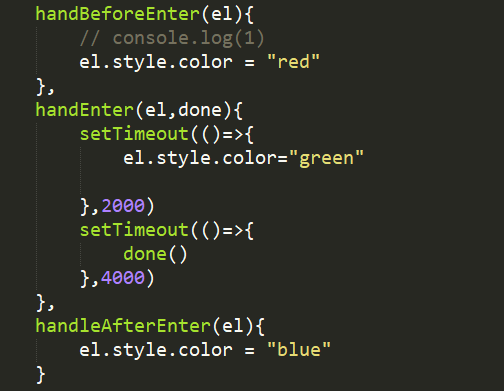 handBeforeEnter(el){
// console.log(1)
el.style.color = "red"
},
handEnter(el,done){
setTimeout(()=>{
el.style.color="green"
},2000)
setTimeout(()=>{
done()
},4000)
},
handleAfterEnter(el){
el.style.color = "blue"
}